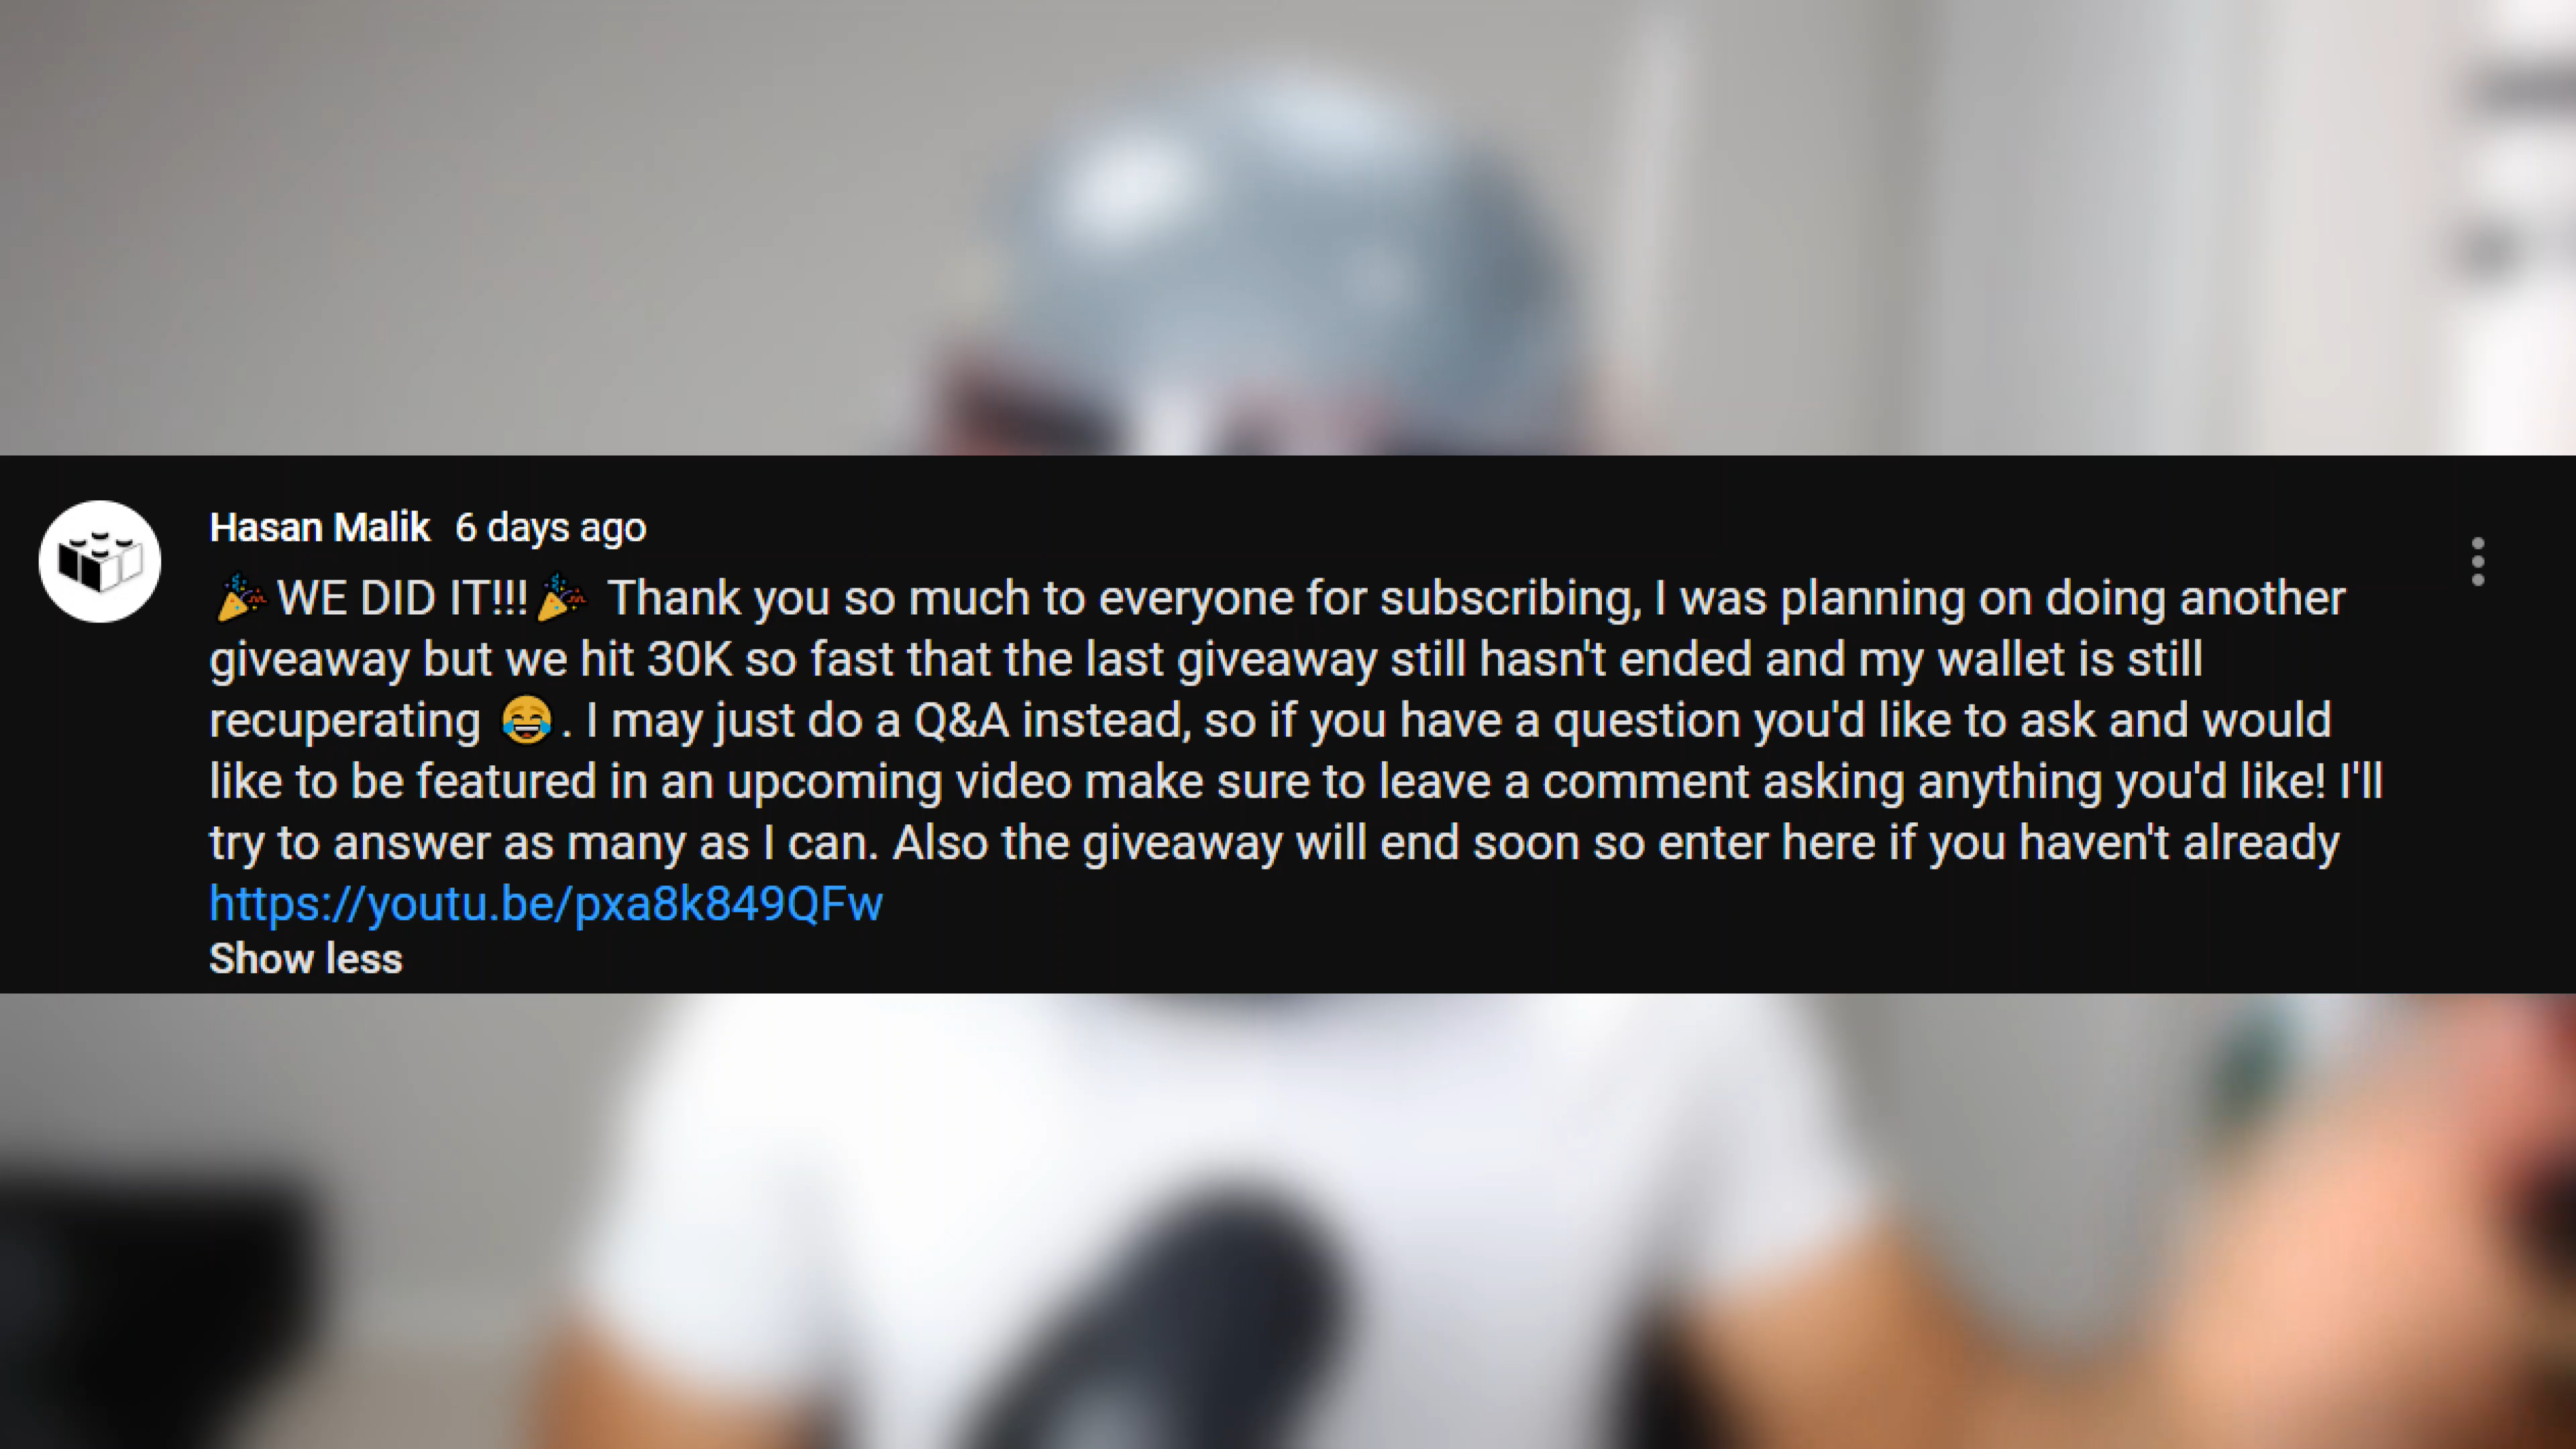 Hasan Malik 6 days ago
🎉WE DID IT!!!🎉 Thank you so much to everyone for subscribing, I was planning on doing another
giveaway but we hit 30K so fast that the last giveaway still hasn't ended and my wallet is still
recuperating 😂. I may just do a Q&A instead, so if you have a question you'd like to ask and would
like to be featured in an upcoming video make sure to leave a comment asking anything you'd like! I'll
try to answer as many as I can. Also the giveaway will end soon so enter here if you haven't already
https://youtu.be/pxa8k849QFw
Show less